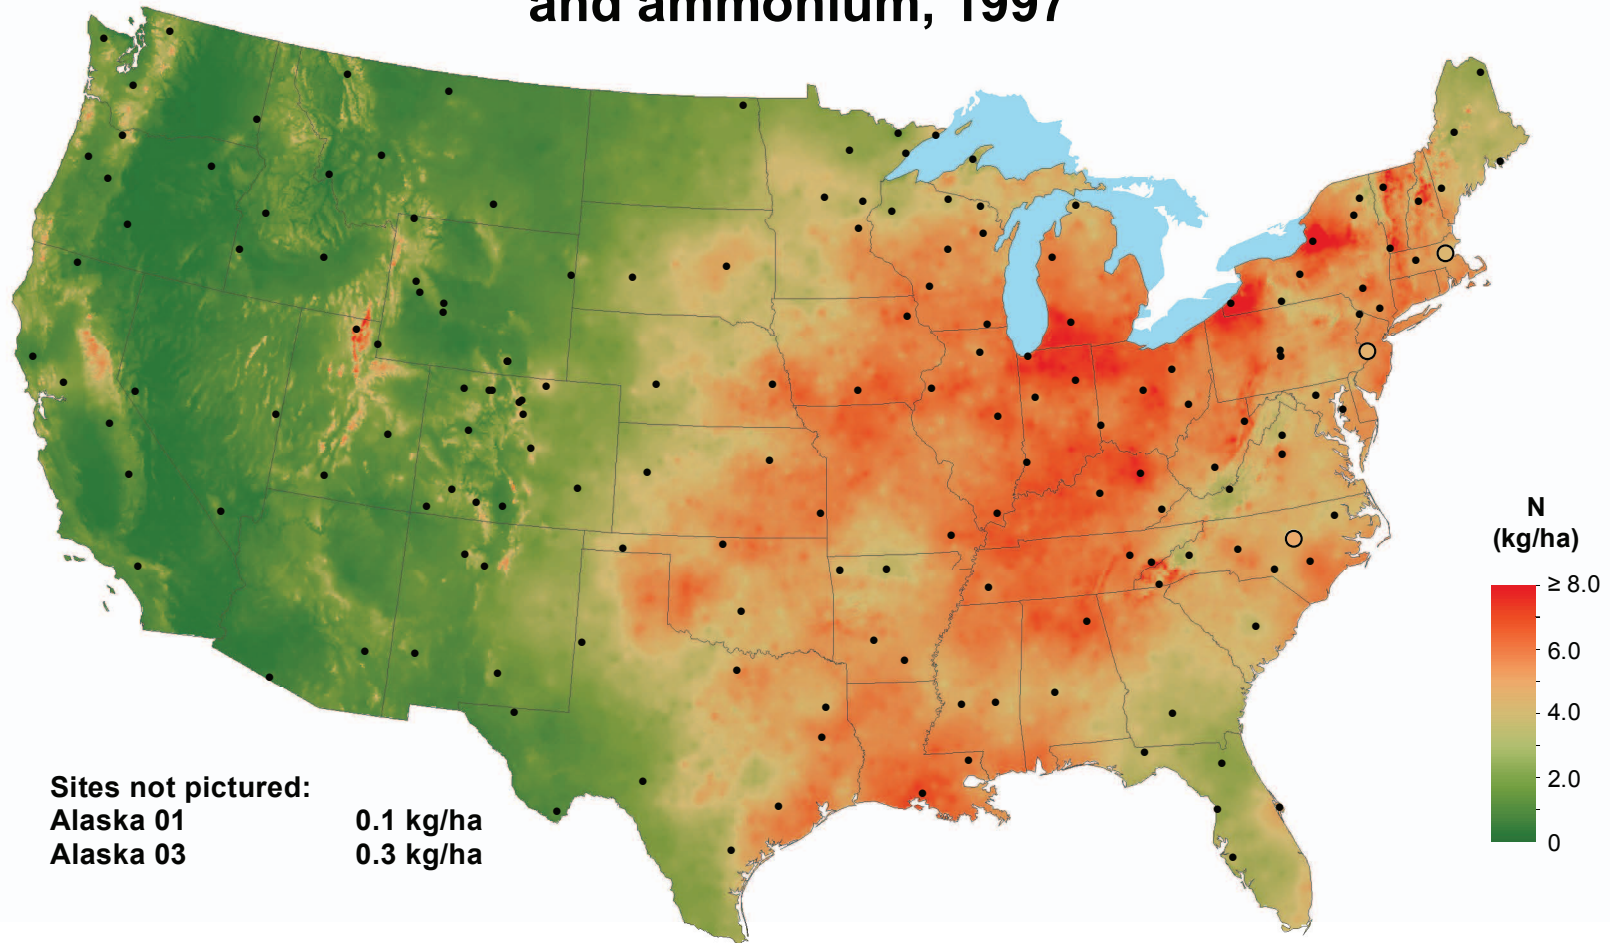 and ammonium, 1997
N
(kg/ha)
≥ 8.0
6.0
4.0
2.0
0
Sites not pictured:
Alaska 01 0.1 kg/ha
Alaska 03 0.3 kg/ha